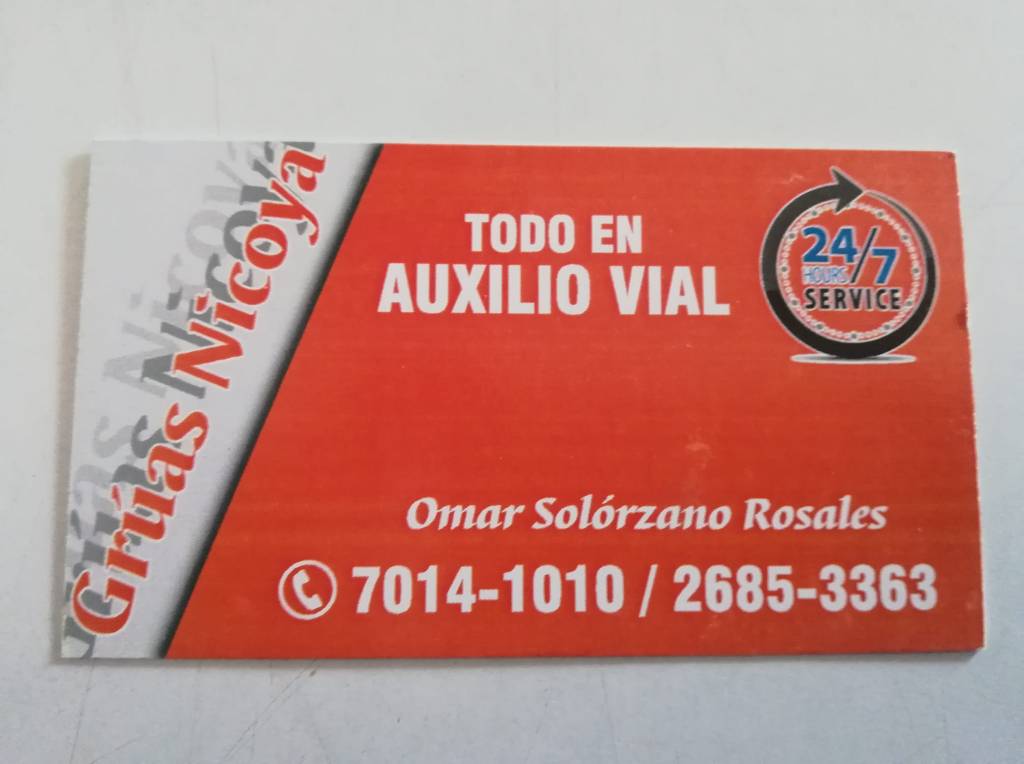 Grúas Nicoya
TODO EN
AUXILIO VIAL
24/7
HOURS
SERVICE
Omar Solórzano Rosales
7014-1010 / 2685-3363